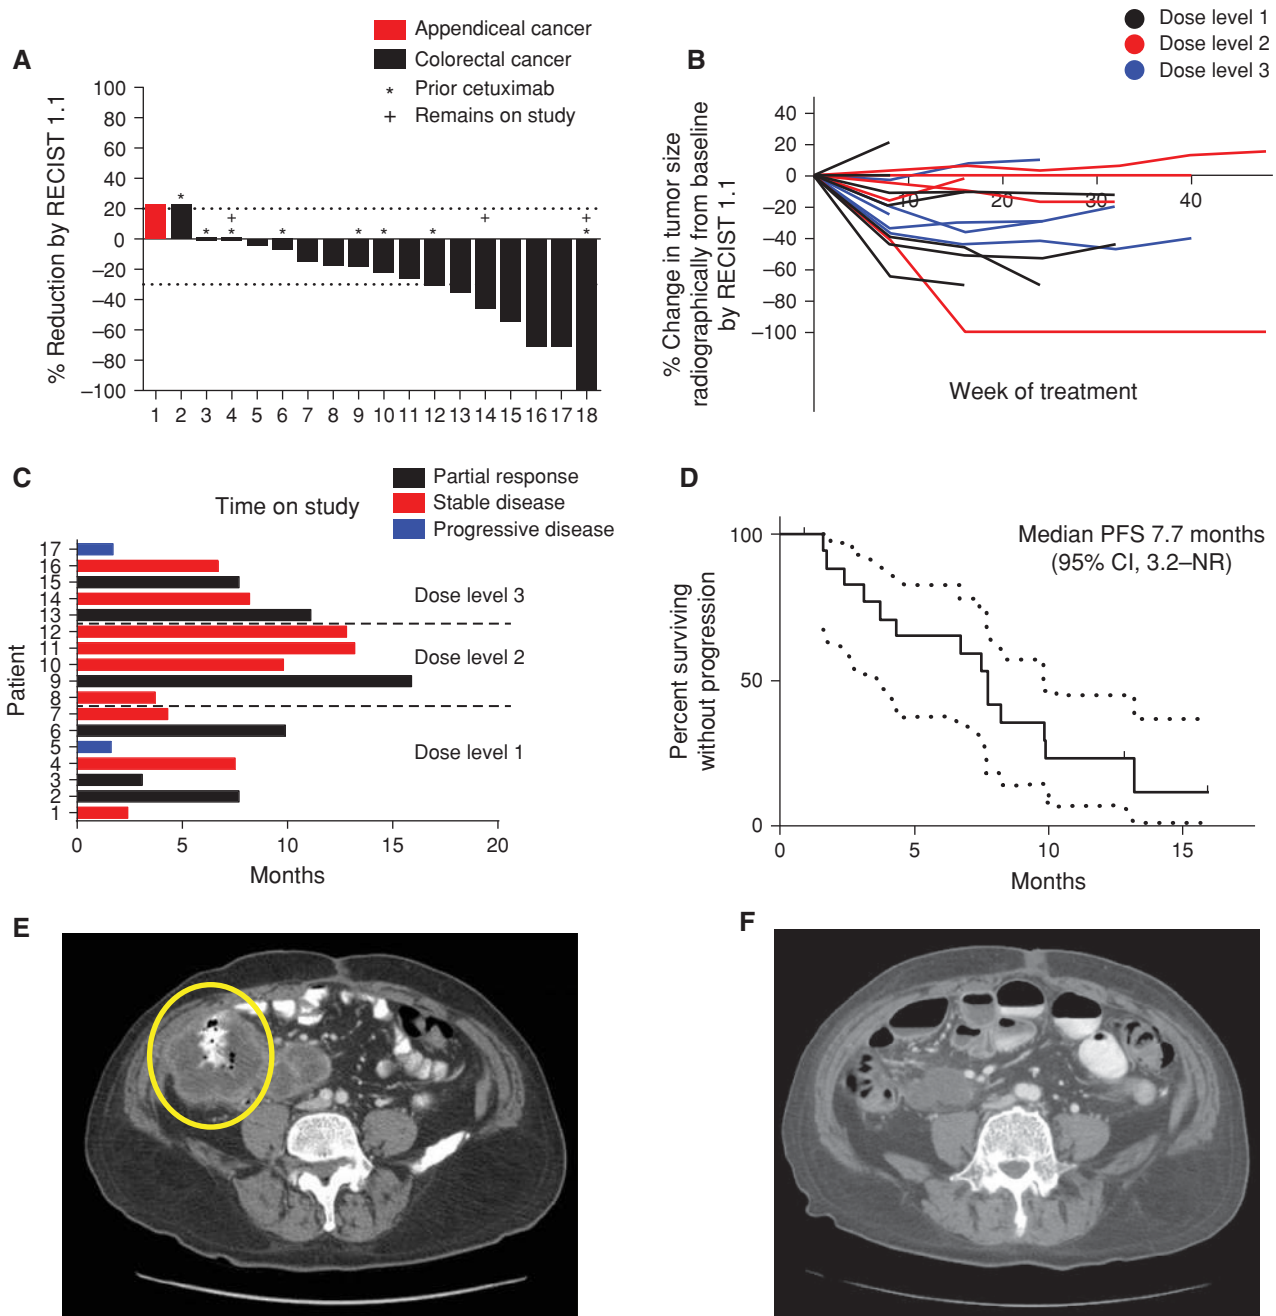 A
Appendiceal cancer
Colorectal cancer
* Prior cetuximab
+ Remains on study
% Reduction by RECIST 1.1
100
80
60
40
20
0
–20
–40
–60
–80
–100
*
* + * * * * * + + *
1 2 3 4 5 6 7 8 9 10 11 12 13 14 15 16 17 18
B
Dose level 1
Dose level 2
Dose level 3
% Change in tumor size
radiographically from baseline
by RECIST 1.1
40
20
0
–20
–40
–60
–80
–100
10 20 30 40
Week of treatment
C
Time on study
Partial response
Stable disease
Progressive disease
Patient
17
16
15
14
13
12
11
10
9
8
7
6
5
4
3
2
1
Dose level 3
Dose level 2
Dose level 1
0 5 10 15 20
Months
D
Median PFS 7.7 months
(95% CI, 3.2–NR)
Percent surviving
without progression
100
50
0
0 5 10 15
Months
E
F